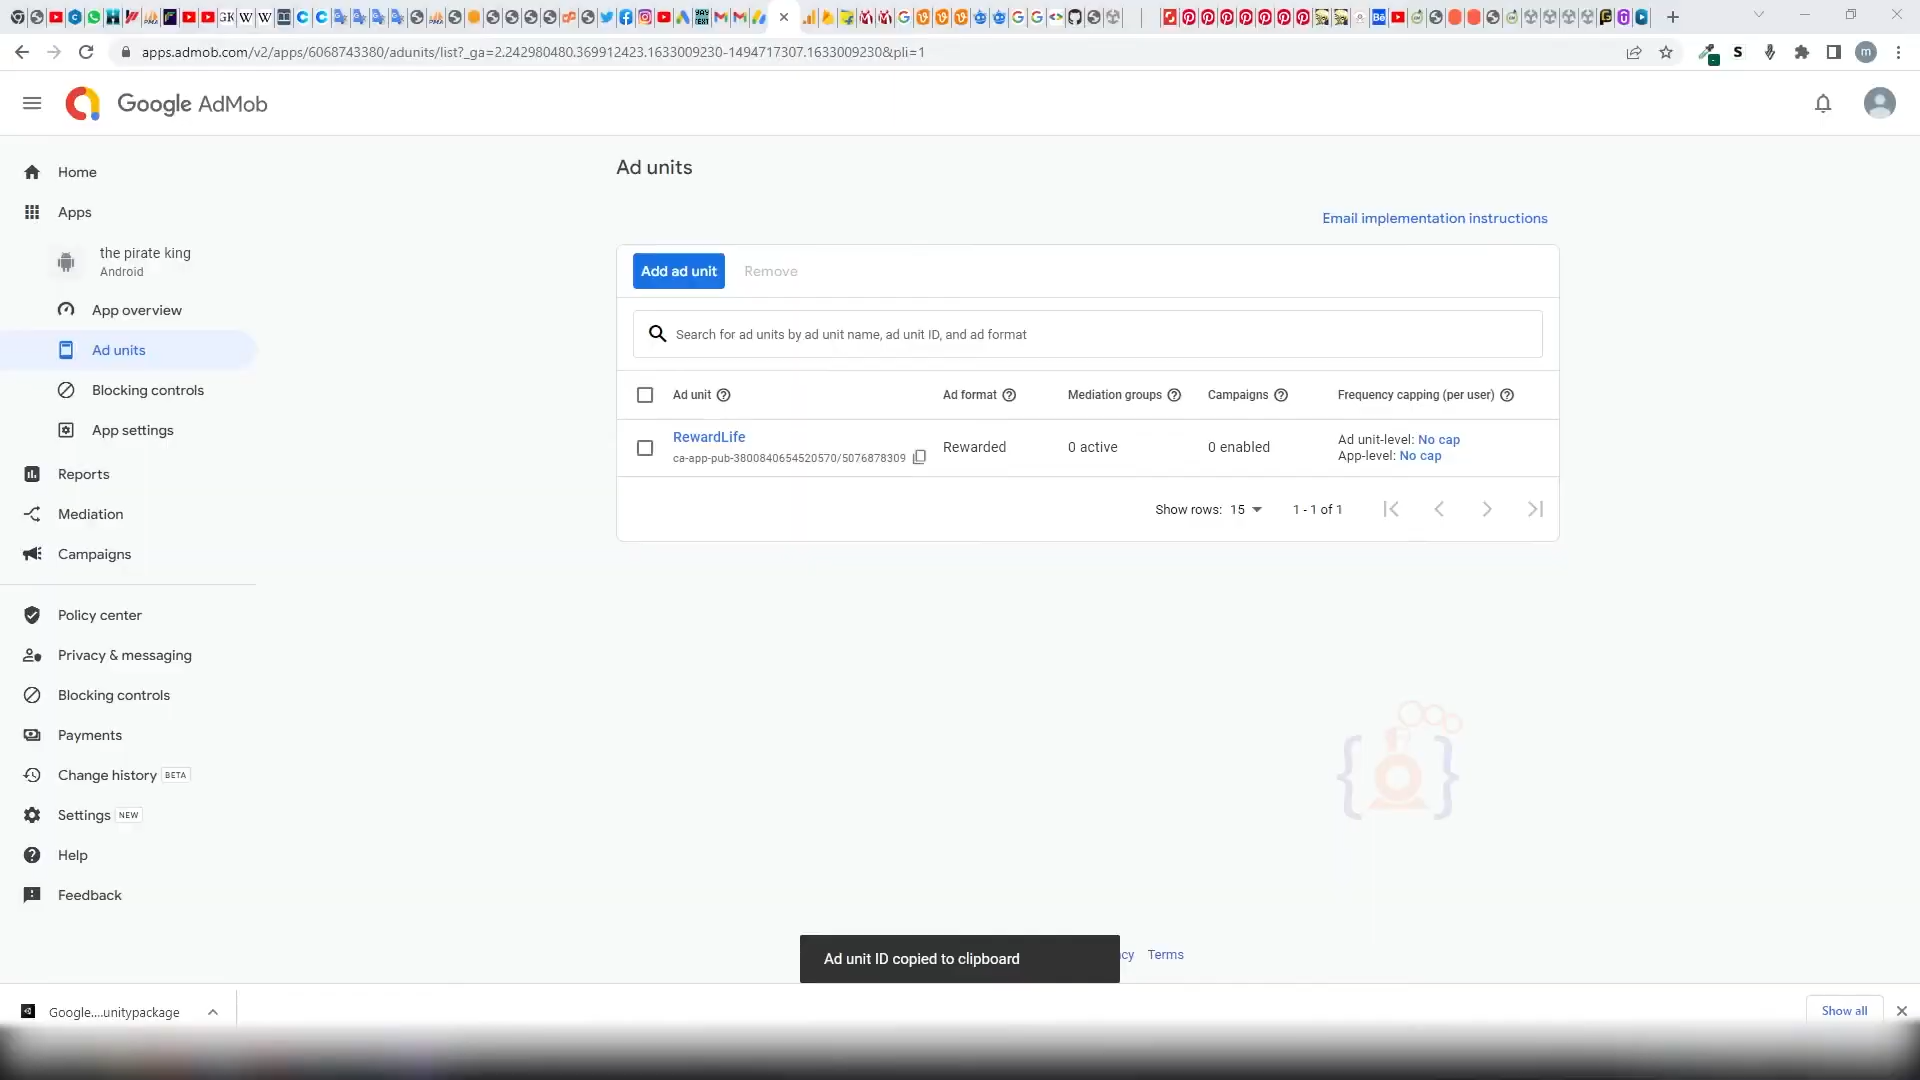 apps.admob.com/v2/apps/6068743380/adunits/list?_ga=2.242980480.369912423.1633009230-1494717307.1633009230&pli=1
S
m
Google AdMob
Home
Apps
the pirate king
Android
App overview
Ad units
Blocking controls
App settings
Reports
Mediation
Campaigns
Policy center
Privacy & messaging
Blocking controls
Payments
Change history BETA
Settings NEW
Help
Feedback
Ad units
Email implementation instructions
Add ad unit Remove
Search for ad units by ad unit name, ad unit ID, and ad format
Ad unit Ad format Mediation groups Campaigns Frequency capping (per user)
RewardLife
ca-app-pub-3800840654520570/5076878309
Rewarded 0 active 0 enabled
Ad unit-level: No cap
App-level: No cap
Show rows: 15 1 - 1 of 1
Ad unit ID copied to clipboard
cy Terms
Google....unitypackage
Show all